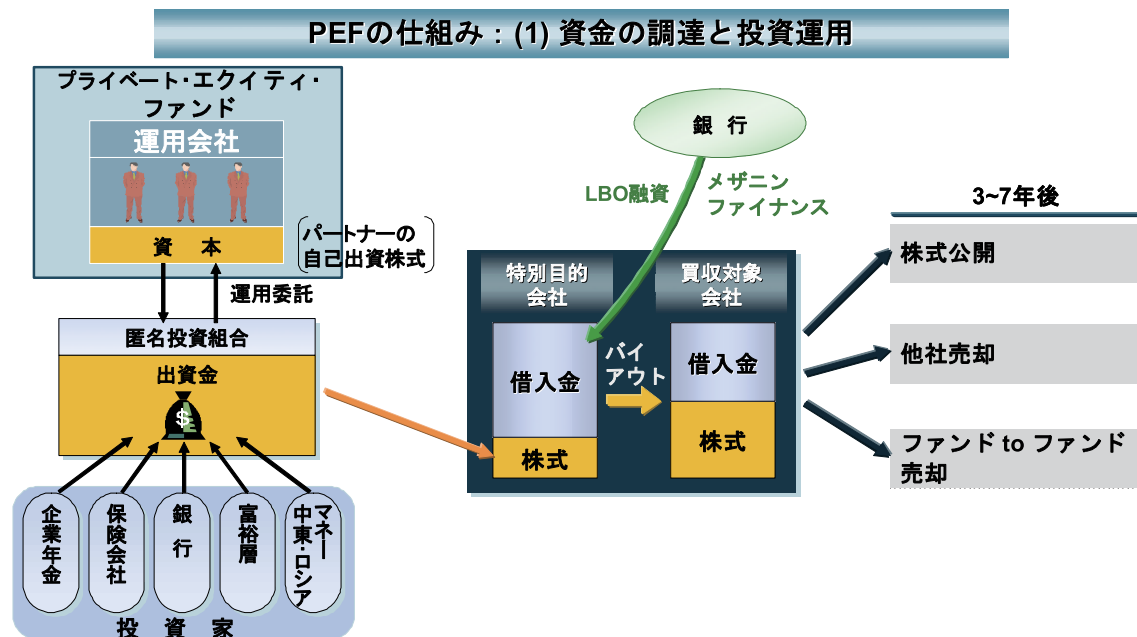 PEFの仕組み：(1) 資金の調達と投資運用
プライベート・エクイティ・
ファンド
運用会社
資 本
パートナーの
自己出資株式
運用委託
匿名投資組合
出資金
$
企業年金
保険会社
銀行
富裕層
中東・ロシア
マネー
投 資 家
銀 行
LBO融資
メザニン
ファイナンス
特別目的
会社
買収対象
会社
借入金
株式
バイ
アウト
借入金
株式
3~7年後
株式公開
他社売却
ファンド to ファンド
売却